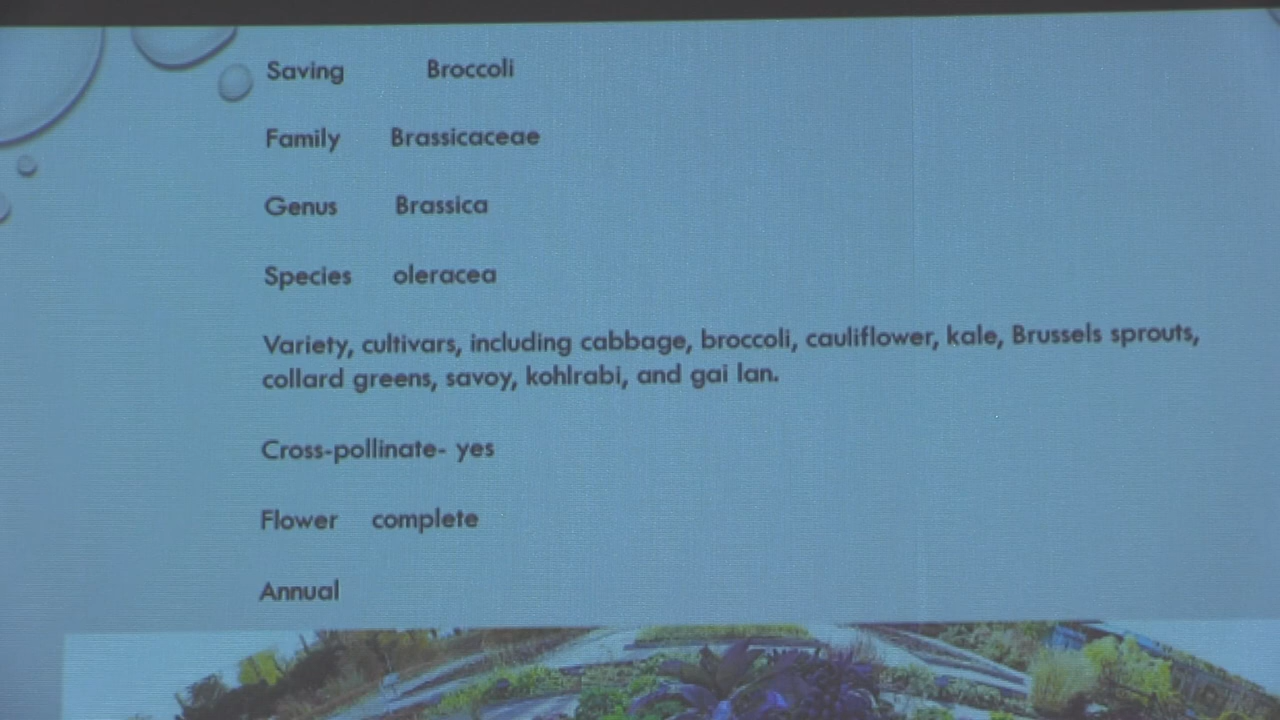 Saving Broccoli
Family Brassicaceae
Genus Brassica
Species oleracea
Variety, cultivars, including cabbage, broccoli, cauliflower, kale, Brussels sprouts,
collard greens, savoy, kohlrabi, and gai lan.
Cross-pollinate- yes
Flower complete
Annual